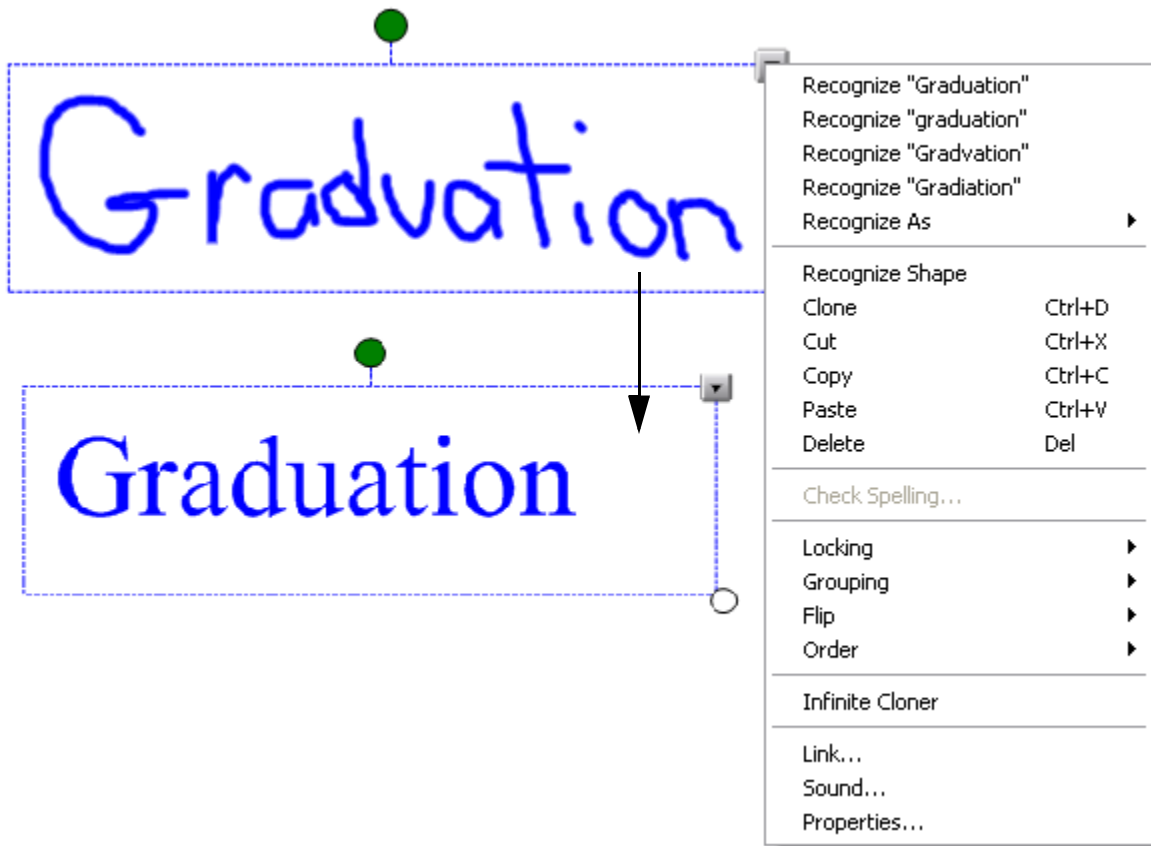 Graduation
Graduation
Recognize "Graduation"
Recognize "graduation"
Recognize "Gradvation"
Recognize "Gradiation"
Recognize As
Recognize Shape
Clone Ctrl+D
Cut Ctrl+X
Copy Ctrl+C
Paste Ctrl+V
Delete Del
Check Spelling...
Locking
Grouping
Flip
Order
Infinite Cloner
Link...
Sound...
Properties...